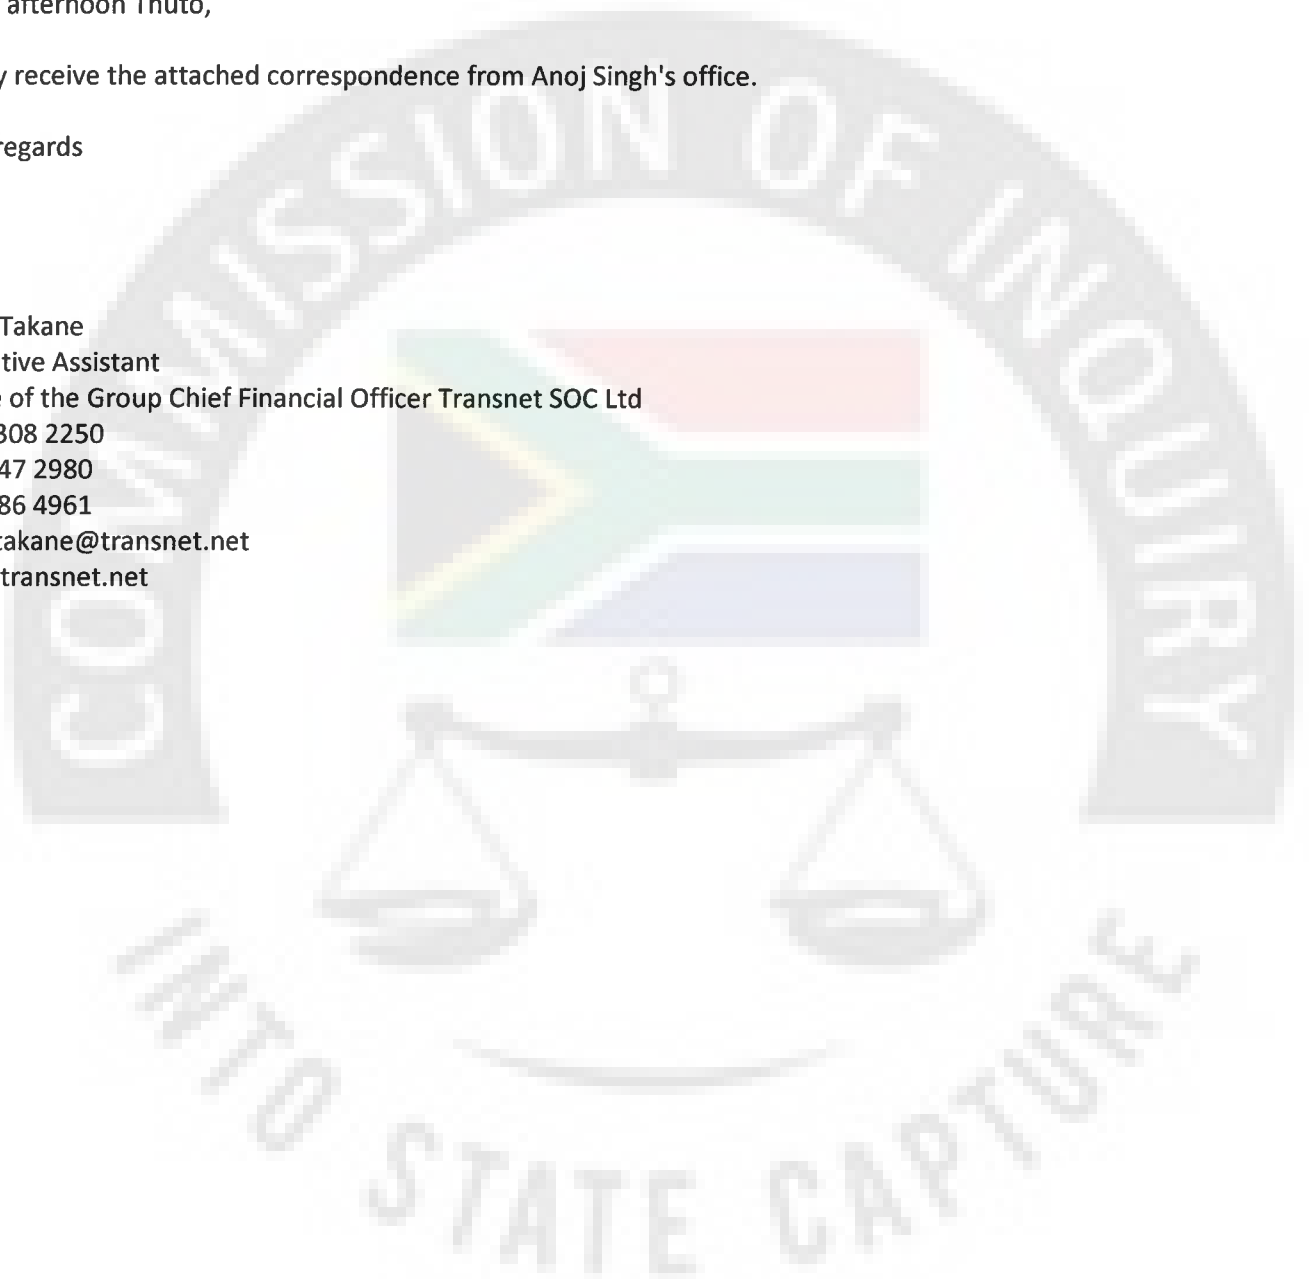 afternoon Thuto,
y receive the attached correspondence from Anoj Singh's office.
regards
Takane
tive Assistant
e of the Group Chief Financial Officer Transnet SOC Ltd
308 2250
47 2980
86 4961
takane@transnet.net
transnet.net
COMMISSION OF INQUIRY
INTO STATE CAPTURE